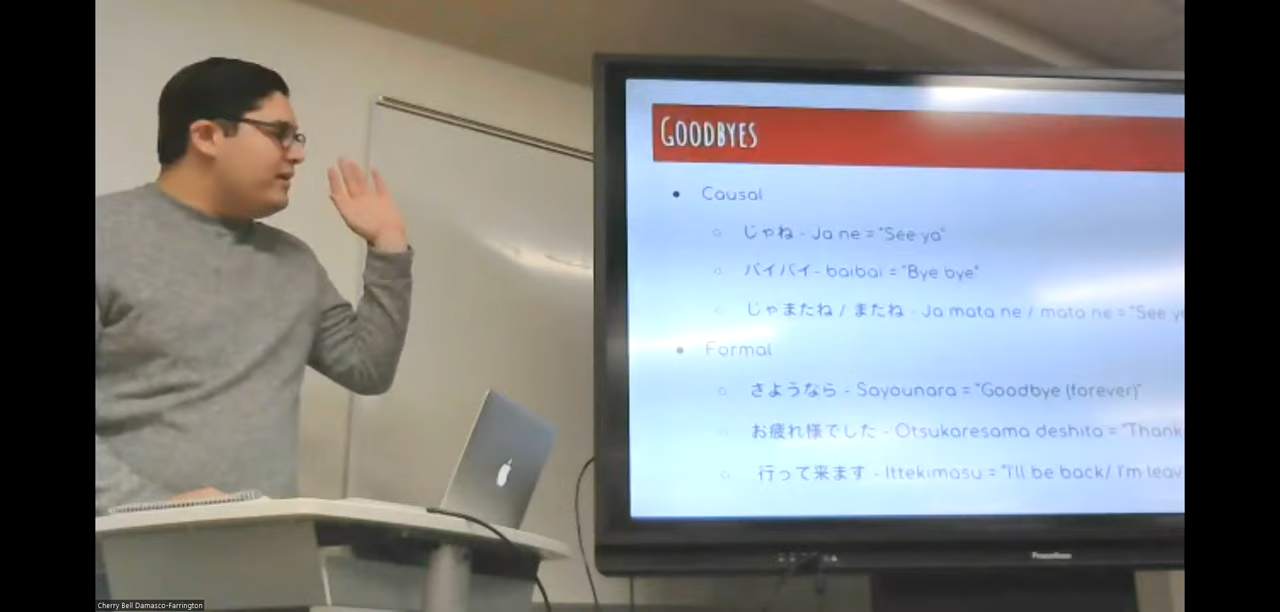 GOODBYES
● Causal
○ じゃね - Ja ne = "See ya"
○ バイバイ - baibai = "Bye bye"
○ じゃまたね / またね - Ja mata ne / mata ne = "See
● Formal
○ さようなら - Sayounara = "Goodbye (forever)"
○ お疲れ様でした - Otsukaresama deshita = "Thank
○ 行って来ます - Ittekimasu = "I'll be back/ I'm
Promethean
Cherry Bell Damasco-Farrington